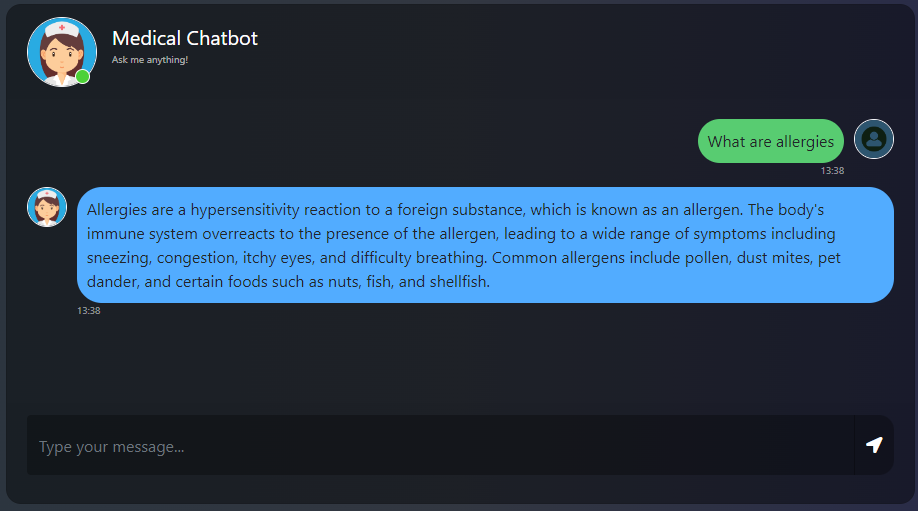 Medical Chatbot
Ask me anything!
What are allergies
13:38
Allergies are a hypersensitivity reaction to a foreign substance, which is known as an allergen. The body's
immune system overreacts to the presence of the allergen, leading to a wide range of symptoms including
sneezing, congestion, itchy eyes, and difficulty breathing. Common allergens include pollen, dust mites, pet
dander, and certain foods such as nuts, fish, and shellfish.
13:38
Type your message...